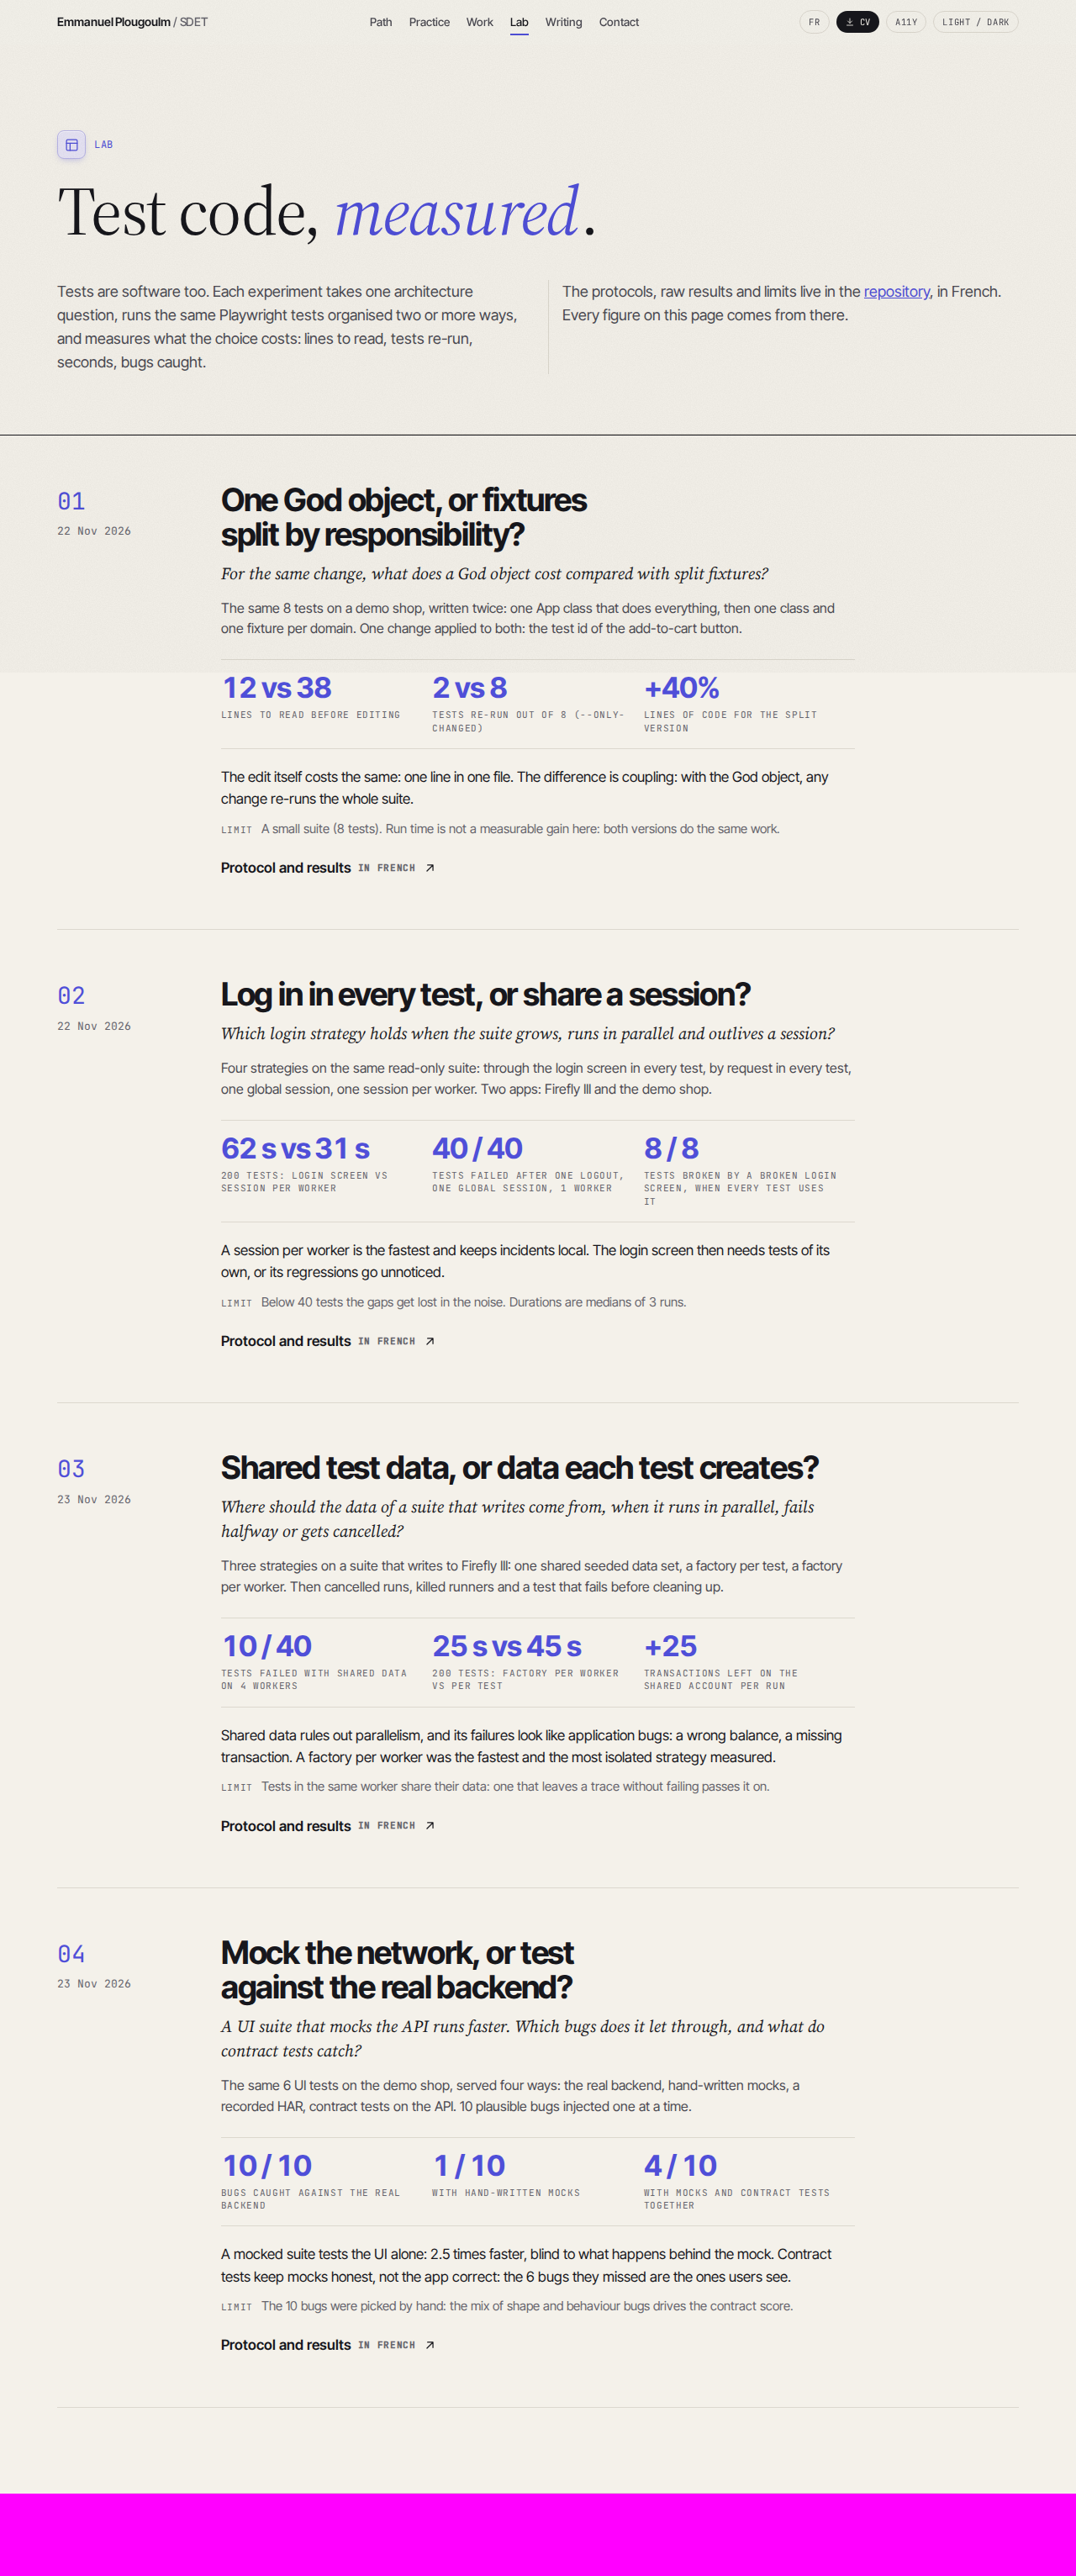 Emmanuel Plougoulm / SDET
Path Practice Work Lab Writing Contact
FR CV A11Y LIGHT / DARK
LAB
Test code, measured.
Tests are software too. Each experiment takes one architecture
question, runs the same Playwright tests organised two or more ways,
and measures what the choice costs: lines to read, tests re-run,
seconds, bugs caught.
The protocols, raw results and limits live in the repository, in French.
Every figure on this page comes from there.
01
22 Nov 2026
One God object, or fixtures
split by responsibility?
For the same change, what does a God object cost compared with split fixtures?
The same 8 tests on a demo shop, written twice: one App class that does everything, then one class and
one fixture per domain. One change applied to both: the test id of the add-to-cart button.
12 vs 38
LINES TO READ BEFORE EDITING
2 vs 8
TESTS RE-RUN OUT OF 8 (--ONLY-
CHANGED)
+40%
LINES OF CODE FOR THE SPLIT
VERSION
The edit itself costs the same: one line in one file. The difference is coupling: with the God object, any
change re-runs the whole suite.
LIMIT A small suite (8 tests). Run time is not a measurable gain here: both versions do the same work.
Protocol and results IN FRENCH
02
22 Nov 2026
Log in in every test, or share a session?
Which login strategy holds when the suite grows, runs in parallel and outlives a session?
Four strategies on the same read-only suite: through the login screen in every test, by request in every test,
one global session, one session per worker. Two apps: Firefly III and the demo shop.
62 s vs 31 s
200 TESTS: LOGIN SCREEN VS
SESSION PER WORKER
40 / 40
TESTS FAILED AFTER ONE LOGOUT,
ONE GLOBAL SESSION, 1 WORKER
8 / 8
TESTS BROKEN BY A BROKEN LOGIN
SCREEN, WHEN EVERY TEST USES
IT
A session per worker is the fastest and keeps incidents local. The login screen then needs tests of its
own, or its regressions go unnoticed.
LIMIT Below 40 tests the gaps get lost in the noise. Durations are medians of 3 runs.
Protocol and results IN FRENCH
03
23 Nov 2026
Shared test data, or data each test creates?
Where should the data of a suite that writes come from, when it runs in parallel, fails
halfway or gets cancelled?
Three strategies on a suite that writes to Firefly III: one shared seeded data set, a factory per test, a factory
per worker. Then cancelled runs, killed runners and a test that fails before cleaning up.
10 / 40
TESTS FAILED WITH SHARED DATA
ON 4 WORKERS
25 s vs 45 s
200 TESTS: FACTORY PER WORKER
VS PER TEST
+25
TRANSACTIONS LEFT ON THE
SHARED ACCOUNT PER RUN
Shared data rules out parallelism, and its failures look like application bugs: a wrong balance, a missing
transaction. A factory per worker was the fastest and the most isolated strategy measured.
LIMIT Tests in the same worker share their data: one that leaves a trace without failing passes it on.
Protocol and results IN FRENCH
04
23 Nov 2026
Mock the network, or test
against the real backend?
A UI suite that mocks the API runs faster. Which bugs does it let through, and what do
contract tests catch?
The same 6 UI tests on the demo shop, served four ways: the real backend, hand-written mocks, a
recorded HAR, contract tests on the API. 10 plausible bugs injected one at a time.
10 / 10
BUGS CAUGHT AGAINST THE REAL
BACKEND
1 / 10
WITH HAND-WRITTEN MOCKS
4 / 10
WITH MOCKS AND CONTRACT TESTS
TOGETHER
A mocked suite tests the UI alone: 2.5 times faster, blind to what happens behind the mock. Contract
tests keep mocks honest, not the app correct: the 6 bugs they missed are the ones users see.
LIMIT The 10 bugs were picked by hand: the mix of shape and behaviour bugs drives the contract score.
Protocol and results IN FRENCH